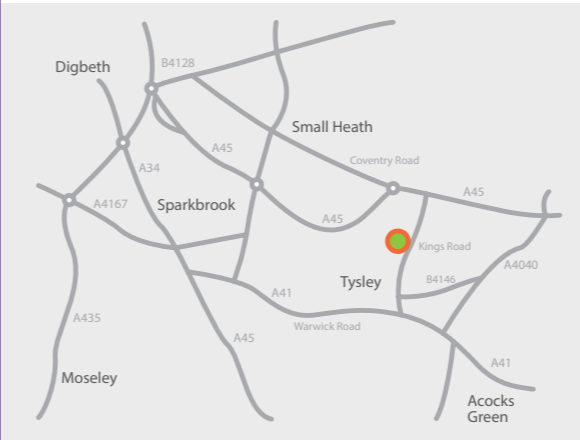 Digbeth
B4128
Small Heath
A45
Coventry Road
A34
A45
A4167
Sparkbrook
A45
Kings Road
A4040
Tysley
B4146
A41
A435
Warwick Road
A45
A41
Moseley
Acocks
Green